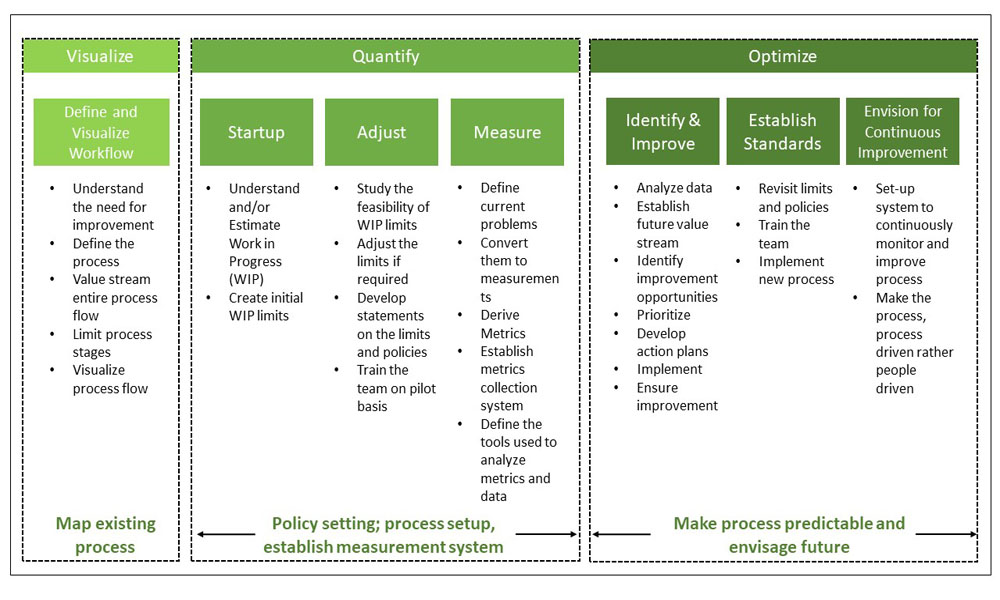 Visualize
Define and
Visualize
Workflow
• Understand
the need for
improvement
• Define the
process
• Value stream
entire process
flow
• Limit process
stages
• Visualize
process flow
Map existing
process
Quantify
Startup
• Understand
and/or
Estimate
Work in
Progress
(WIP)
• Create initial
WIP limits
Adjust
• Study the
feasibility of
WIP limits
• Adjust the
limits if
required
• Develop
statements
on the limits
and policies
• Train the
team on pilot
basis
Measure
• Define
current
problems
• Convert
them to
measuremen
ts
• Derive
Metrics
• Establish
metrics
collection
system
• Define the
tools used to
analyze
metrics and
data
Policy setting; process setup,
establish measurement system
Optimize
Identify &
Improve
• Analyze data
• Establish
future value
stream
• Identify
improvement
opportunities
• Prioritize
• Develop
action plans
• Implement
• Ensure
improvement
Establish
Standards
• Revisit limits
and policies
• Train the
team
• Implement
new process
Envision for
Continuous
Improvement
• Set-up
system to
continuously
monitor and
improve
process
• Make the
process,
process
driven rather
people
driven
Make process predictable and
envisage future